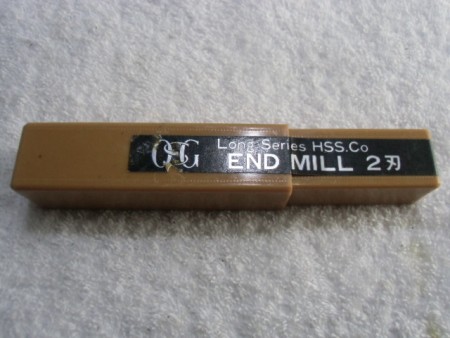 OSG
Long Series HSS.Co
END MILL 2刃